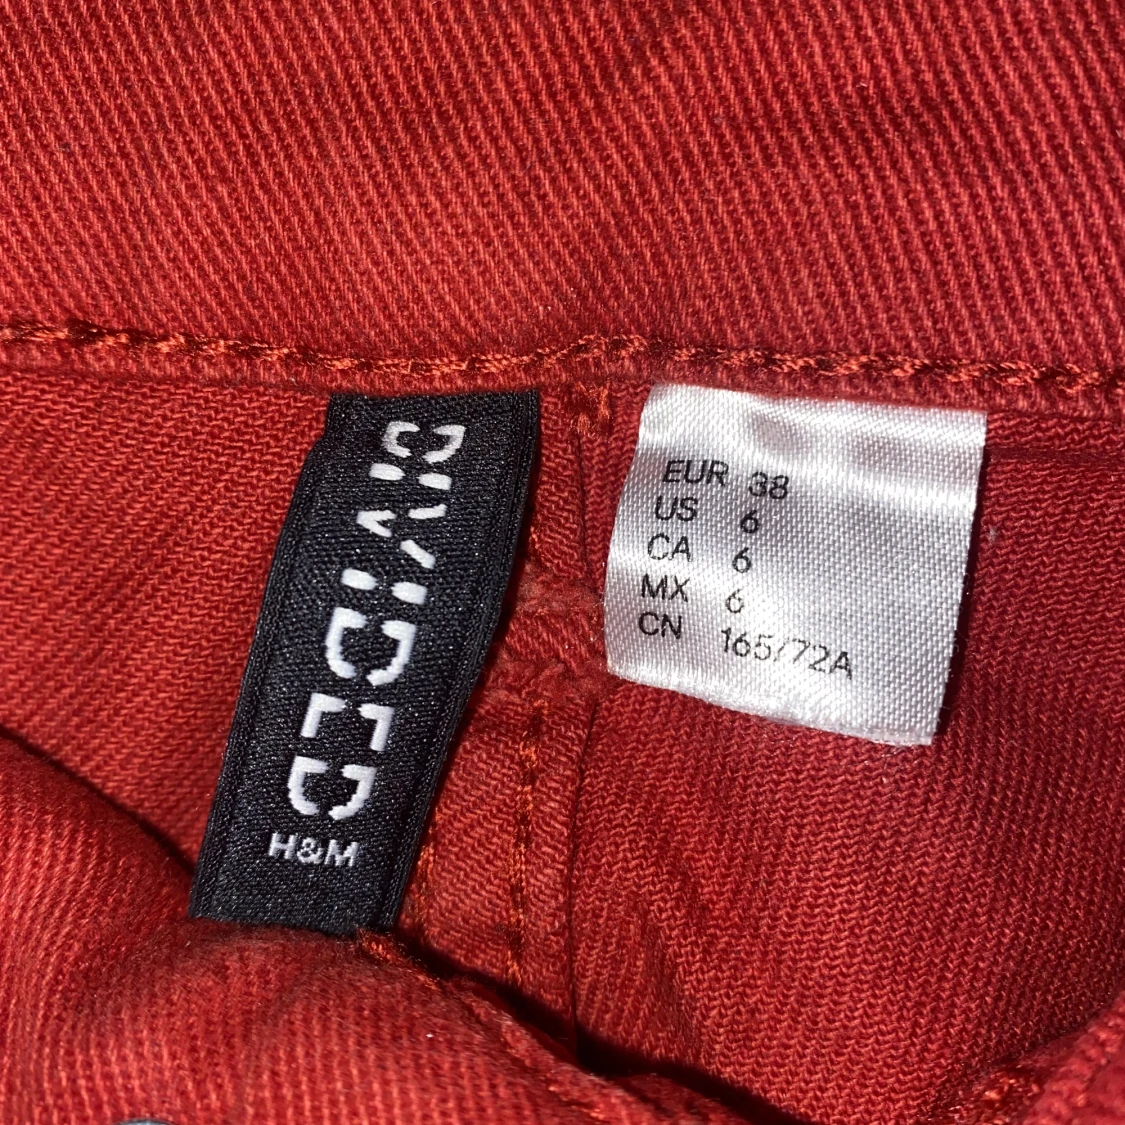 DIVIDED
H&M
EUR 38
US 6
CA 6
MX 6
CN 165/72A